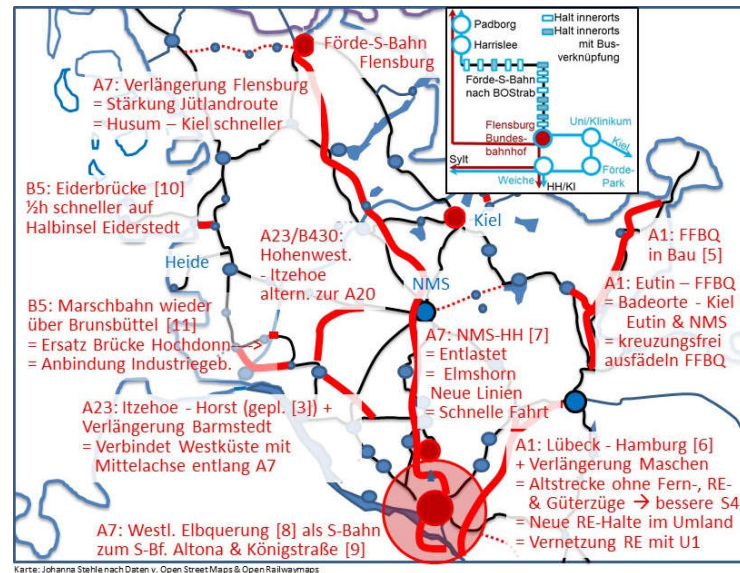 Förde-S-Bahn
Flensburg
A7: Verlängerung Flensburg
= Stärkung Jütlandroute
= Husum – Kiel schneller
Padborg
Harrislee
Halt innerorts
Halt innerorts
mit Bus-
verknüpfung
Förde-S-Bahn
nach BOStrab
Flensburg
Bundes-
bahnhof
Uni/Klinikum
Kiel
Sylt
Weiche
HH/KI
Förde-
Park
B5: Eiderbrücke [10]
½h schneller auf
Halbinsel Eiderstedt
Heide
A23/B430:
Hohenwest.
- Itzehoe
altern. zur A20
Kiel
NMS
A1: FFBQ
in Bau [5]
A1: Eutin – FFBQ
= Badeorte - Kiel
Eutin & NMS
= kreuzungsfrei
ausfädeln FFBQ
B5: Marschbahn wieder
über Brunsbüttel [11]
= Ersatz Brücke Hochdonn-->
= Anbindung Industriegeb.
A7: NMS-HH [7]
= Entlastet
= Elmshorn
Neue Linien
= Schnelle Fahrt
A23: Itzehoe - Horst (gepl. [3]) +
Verlängerung Barmstedt
= Verbindet Westküste mit
Mittelachse entlang A7
A1: Lübeck - Hamburg [6]
+ Verlängerung Maschen
= Altstrecke ohne Fern-, RE-
& Güterzüge → bessere S4
= Neue RE-Halte im Umland
= Vernetzung RE mit U1
A7: Westl. Elbquerung [8] als S-Bahn
zum S-Bf. Altona & Königstraße [9]
Karte: Johanna Stehle nach Daten v. Open Street Maps & Open Railwaymaps